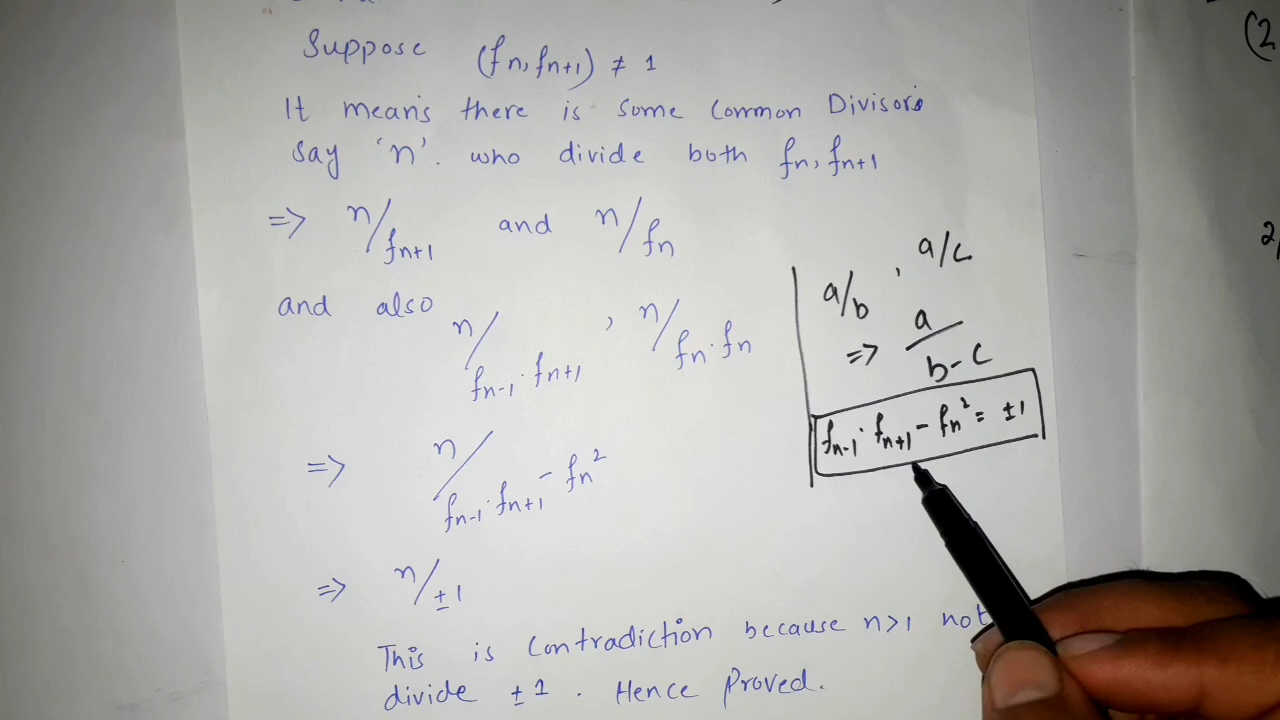 Suppose (fn, fn+1) ≠ 1
It means there is some Common Divisors
say 'n'. who divide both fn, fn+1
=> n/fn+1 and n/fn
and also n/fn-1·fn+1 , n/fn·fn
=> n/fn-1·fn+1 - fn²
=> n/±1
This is Contradiction because n>1 not
divide ±1. Hence Proved.
a/b , a/c
=> a/b-c
fn-1·fn+1 - fn² = ±1
(2
2